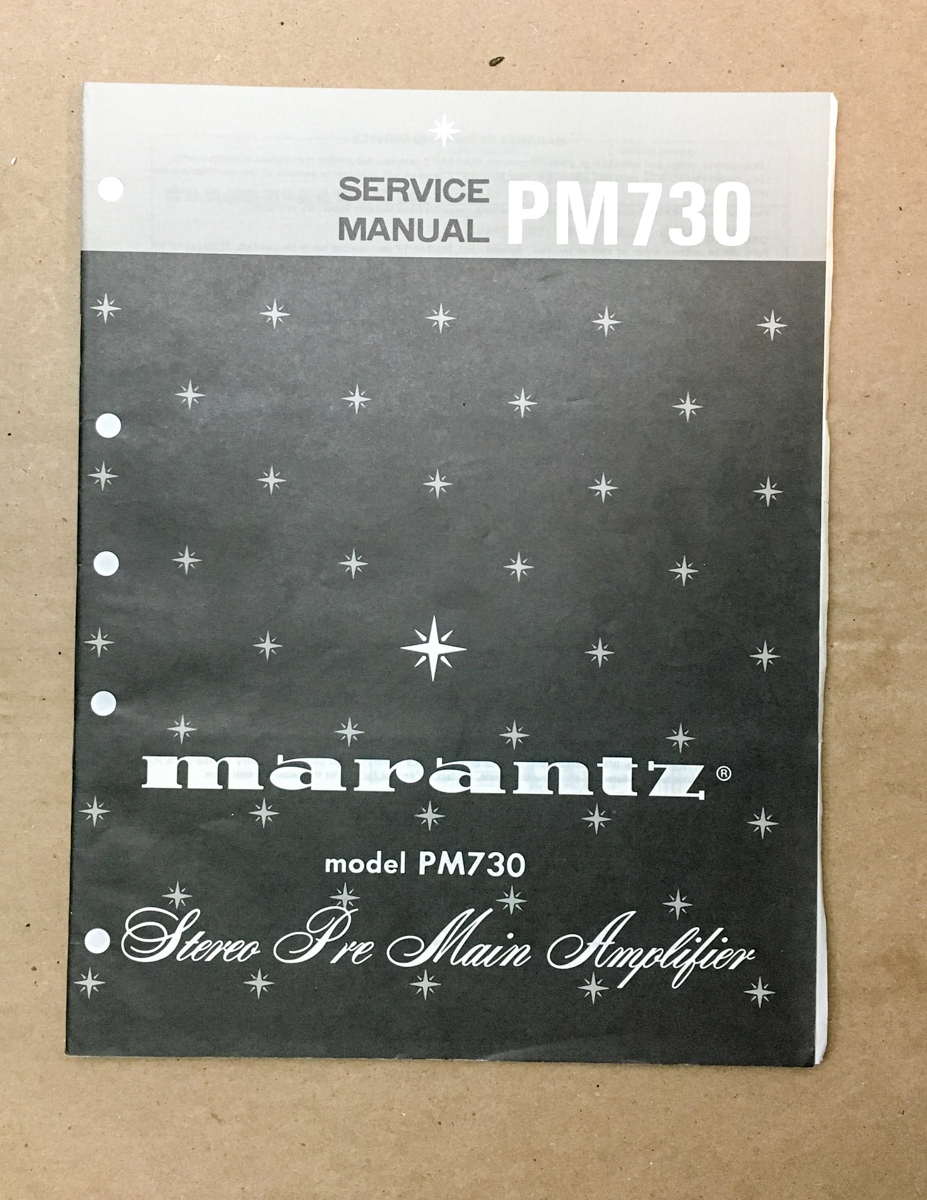 SERVICE
MANUAL PM730
marantz®
model PM730
Stereo Pre Main Amplifier